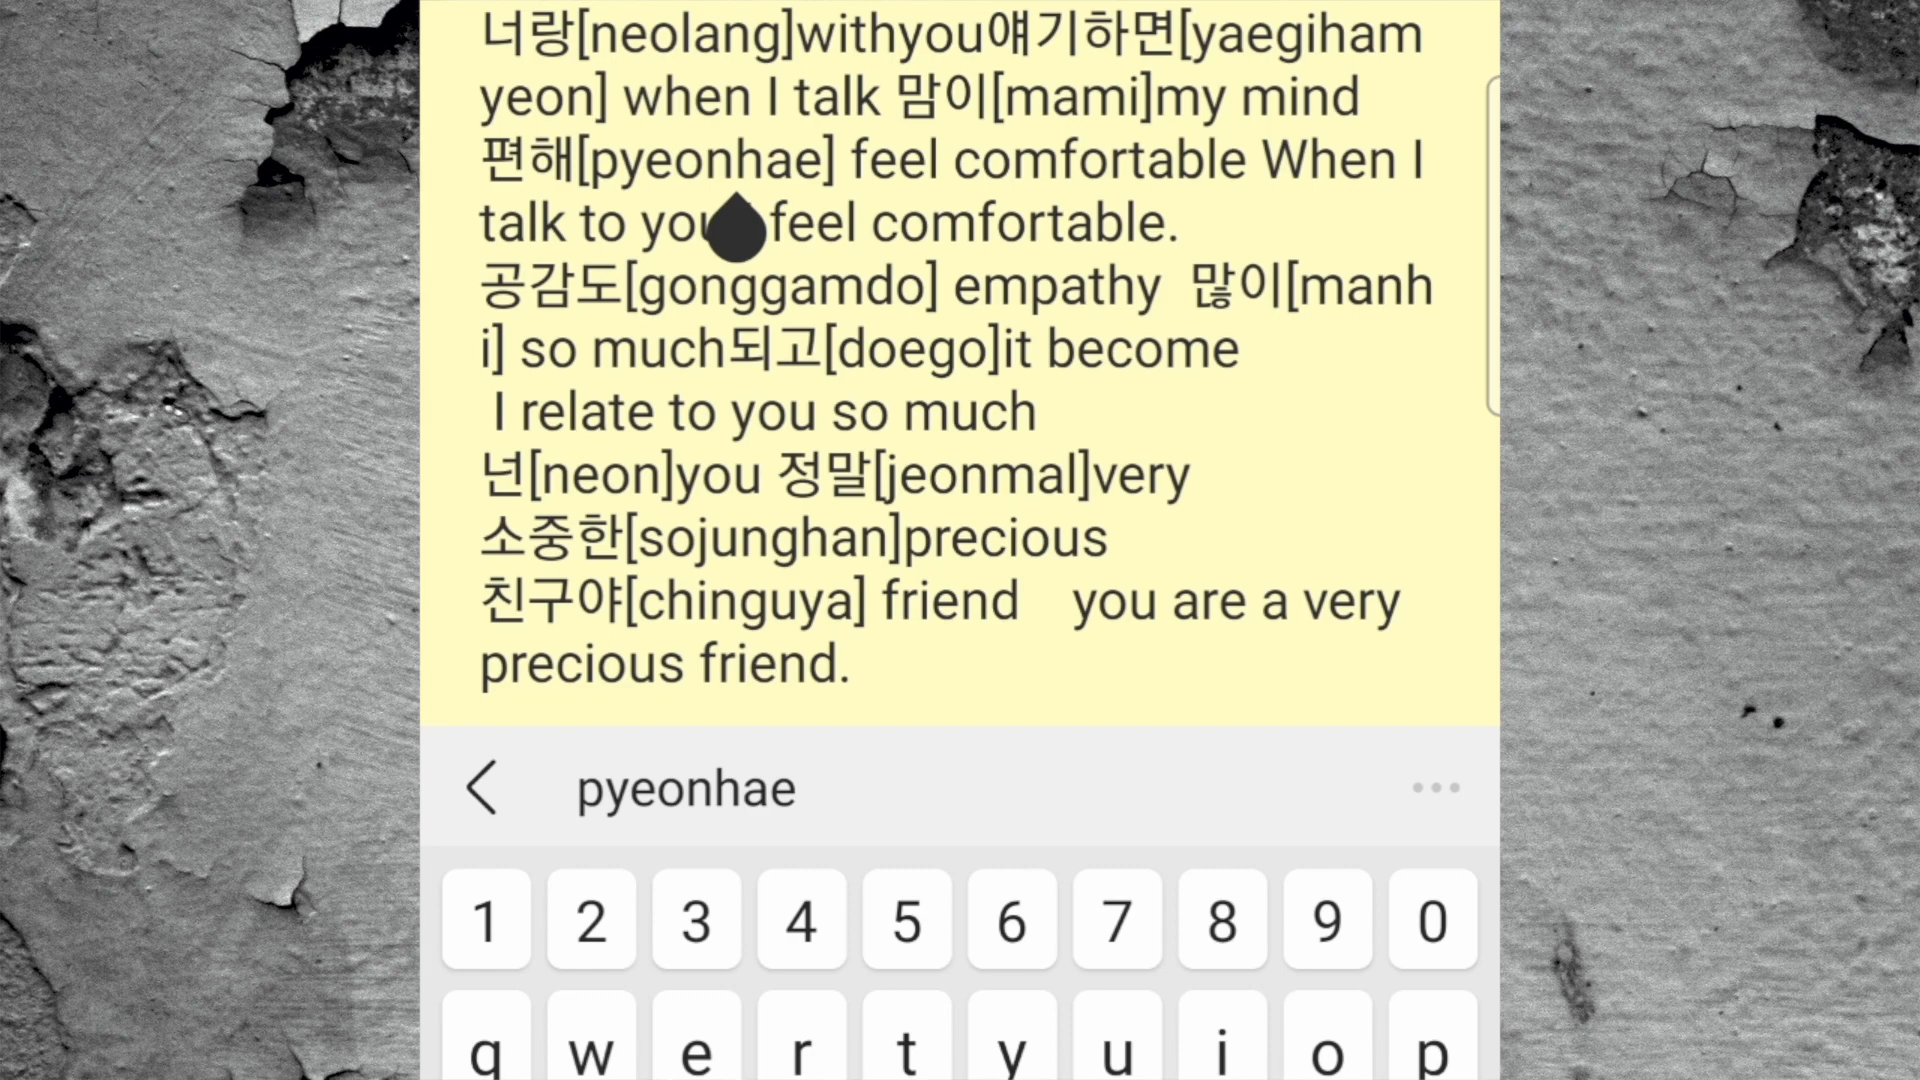 너랑[neolang]withyou얘기하면[yaegiham
yeon] when I talk 맘이[mami]my mind
편해[pyeonhae] feel comfortable When I
talk to you feel comfortable.
공감도[gonggamdo] empathy 많이[manh
i] so much되고[doego]it become
I relate to you so much
넌[neon]you 정말[jeonmal]very
소중한[sojunghan]precious
친구야[chinguya] friend you are a very
precious friend.
pyeonhae
1 2 3 4 5 6 7 8 9 0
q w e r t y u i o p